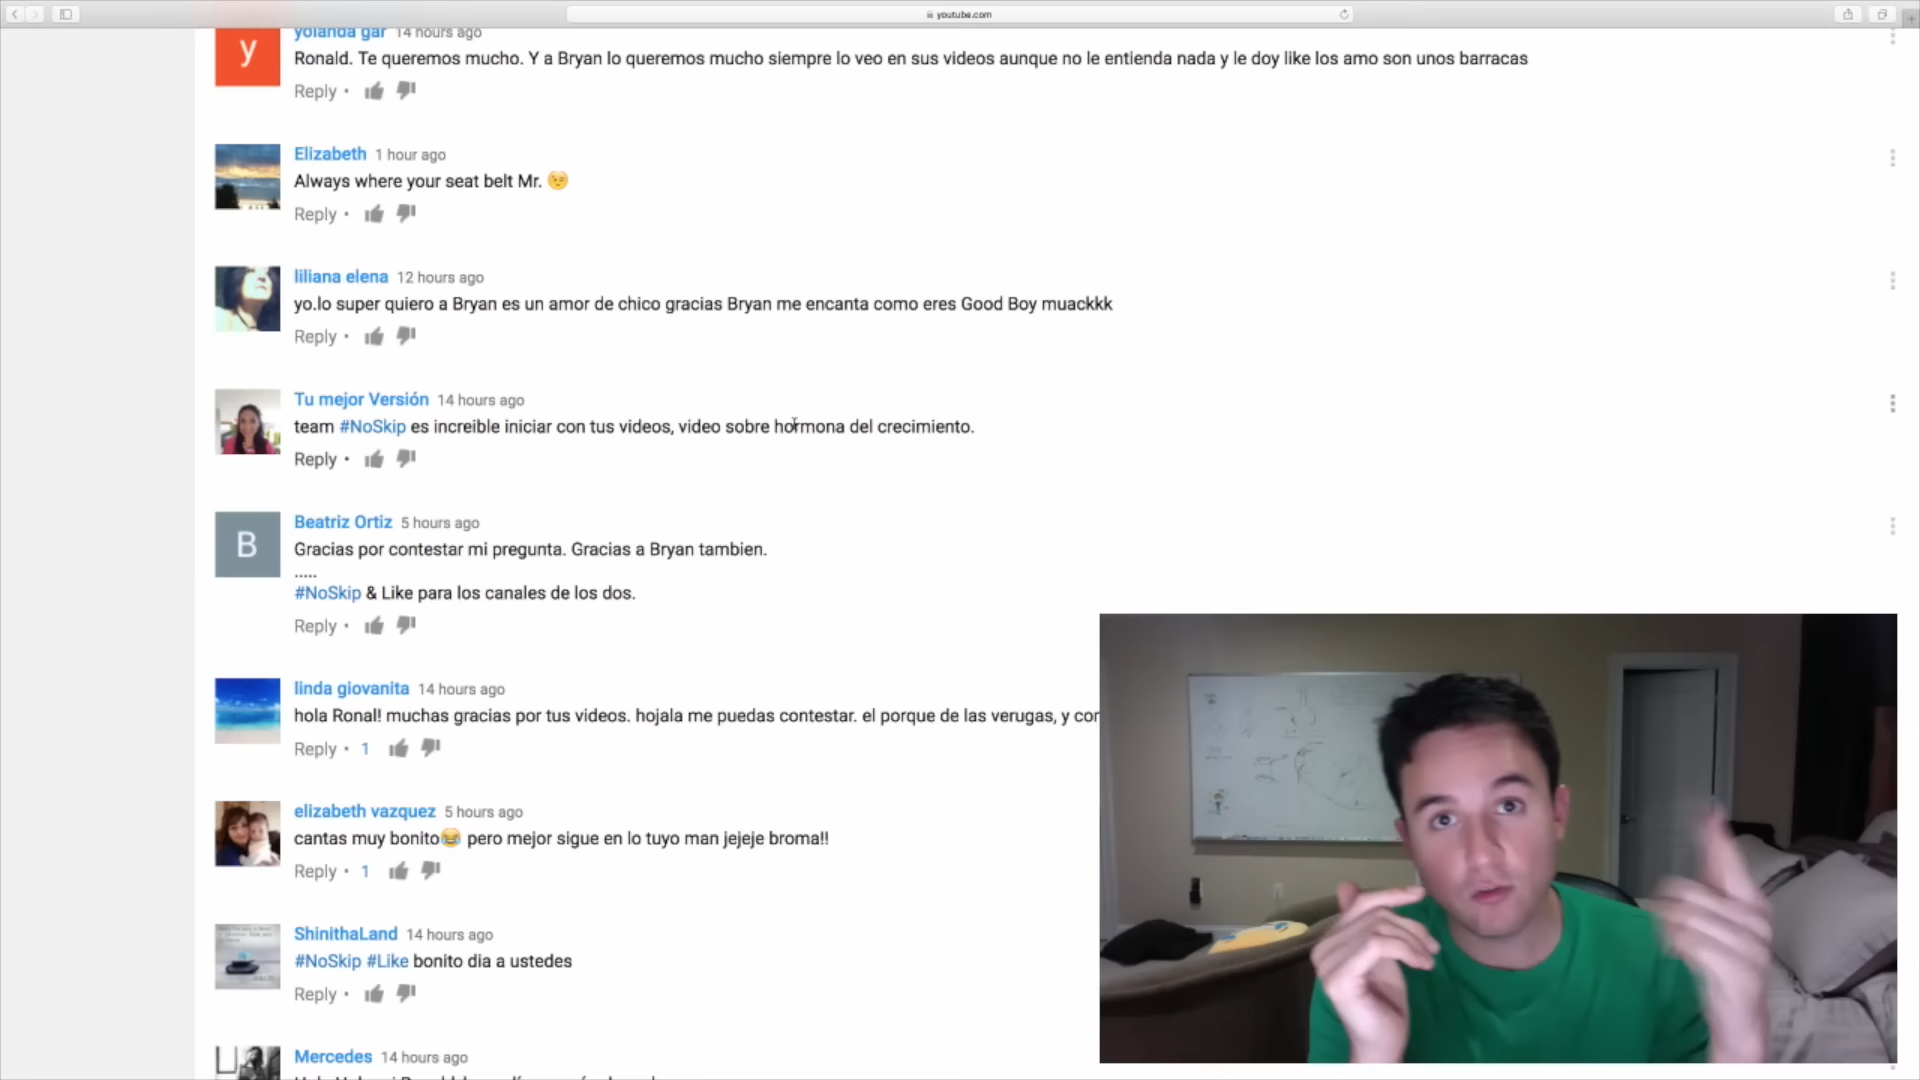 youtube.com
yolanda gar 14 hours ago
y
Ronald. Te queremos mucho. Y a Bryan lo queremos mucho siempre lo veo en sus videos aunque no le entienda nada y le doy like los amo son unos barracas
Reply •
Elizabeth 1 hour ago
Always where your seat belt Mr. 😉
Reply •
liliana elena 12 hours ago
yo.lo super quiero a Bryan es un amor de chico gracias Bryan me encanta como eres Good Boy muackkk
Reply •
Tu mejor Versión 14 hours ago
team #NoSkip es increible iniciar con tus videos, video sobre hormona del crecimiento.
Reply •
Beatriz Ortiz 5 hours ago
B
Gracias por contestar mi pregunta. Gracias a Bryan tambien.
.....
#NoSkip & Like para los canales de los dos.
Reply •
linda giovanita 14 hours ago
hola Ronal! muchas gracias por tus videos. hojala me puedas contestar. el porque de las verugas, y cor
Reply • 1
elizabeth vazquez 5 hours ago
cantas muy bonito😂 pero mejor sigue en lo tuyo man jejeje broma!!
Reply • 1
ShinithaLand 14 hours ago
#NoSkip #Like bonito dia a ustedes
Reply •
Mercedes 14 hours ago